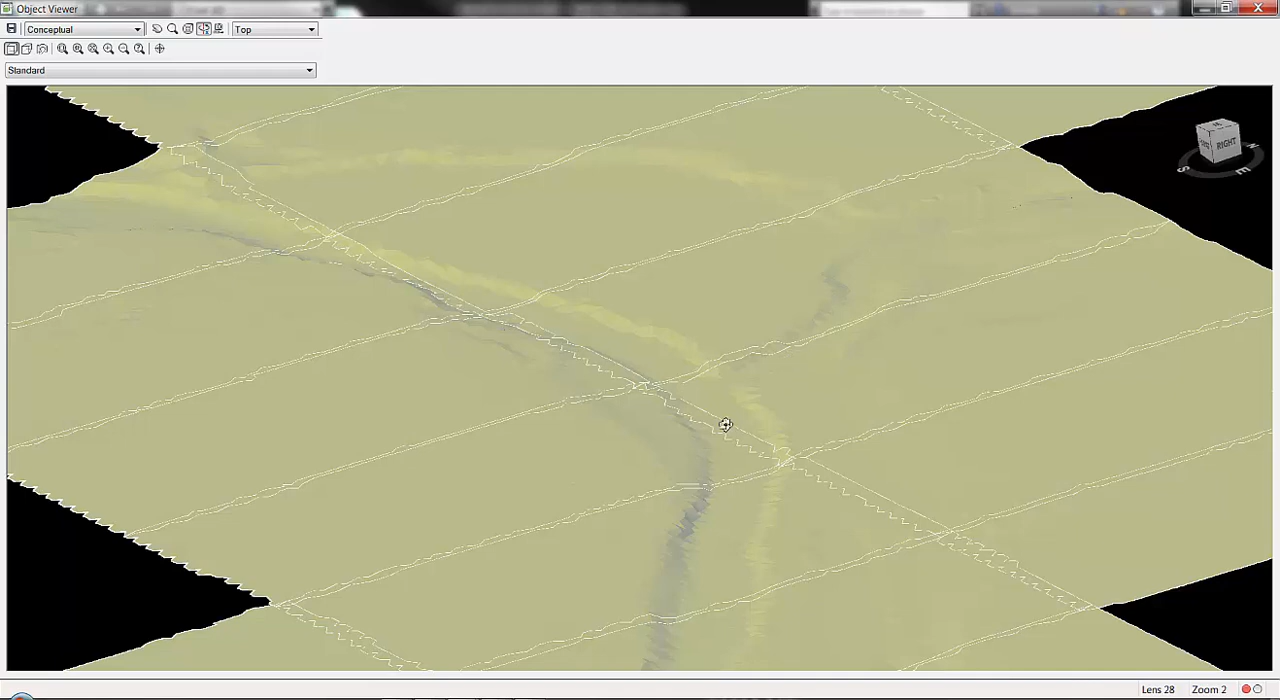 Object Viewer
Conceptual
Top
Standard
RIGHT
S
E
Lens 28
Zoom 2